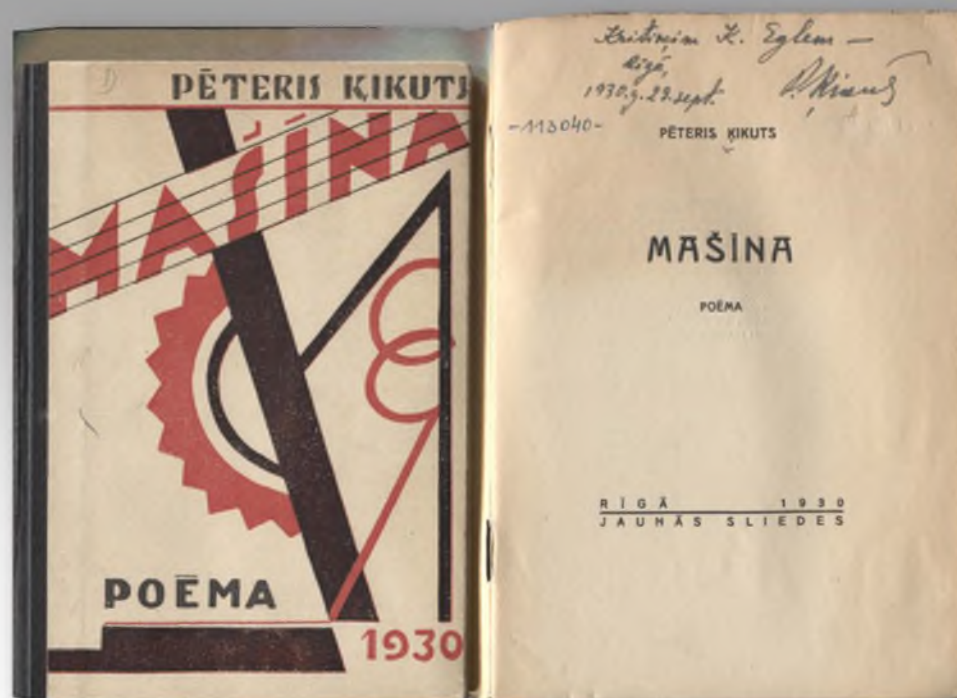 PĒTERIS ĶIKUTS
MAŠĪNA
POĒMA
1930
K. Eglem —
Rīgā,
1930.g. 22. sept.
-113040-
PĒTERIS ĶIKUTS
MAŠĪNA
POĒMA
RĪGĀ 1930
JAUNĀS SLIEDES